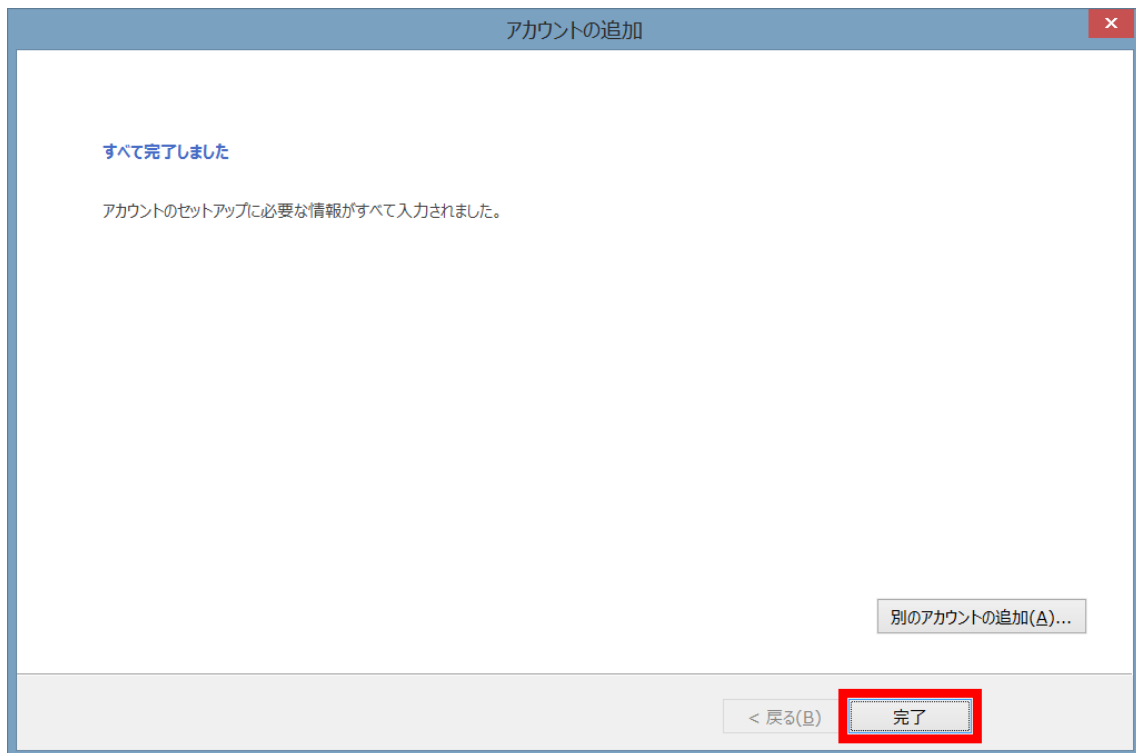 アカウントの追加
x
すべて完了しました
アカウントのセットアップに必要な情報がすべて入力されました。
別のアカウントの追加(A)...
< 戻る(B)
完了